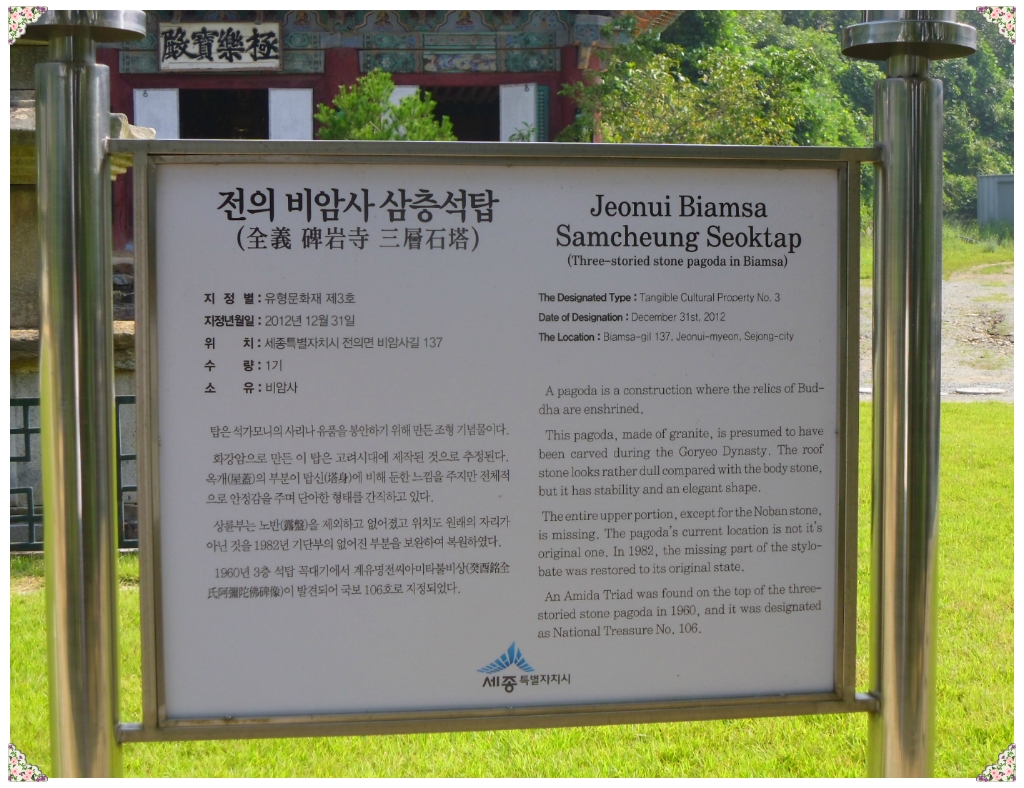 極樂寶殿
전의 비암사 삼층석탑
(全義 碑岩寺 三層石塔)
지 정 별 : 유형문화재 제3호
지정년월일 : 2012년 12월 31일
위 치 : 세종특별자치시 전의면 비암사길 137
수 량 : 1기
소 유 : 비암사
탑은 석가모니의 사리나 유품을 봉안하기 위해 만든 조형 기념물이다.
화강암으로 만든 이 탑은 고려시대에 제작된 것으로 추정된다.
옥개(屋蓋)의 부분이 탑신(塔身)에 비해 둔한 느낌을 주지만 전체적
으로 안정감을 주며 단아한 형태를 간직하고 있다.
상륜부는 노반(露盤)을 제외하고 없어졌고 위치도 원래의 자리가
아닌 것을 1982년 기단부의 없어진 부분을 보완하여 복원하였다.
1960년 3층 석탑 꼭대기에서 계유명전씨아미타불비상(癸酉銘全
氏阿彌陀佛碑像)이 발견되어 국보 106호로 지정되었다.
Jeonui Biamsa
Samcheung Seoktap
(Three-storied stone pagoda in Biamsa)
The Designated Type : Tangible Cultural Property No. 3
Date of Designation : December 31st, 2012
The Location : Biamsa-gil 137, Jeonui-myeon, Sejong-city
A pagoda is a construction where the relics of Bud-
dha are enshrined.
This pagoda, made of granite, is presumed to have
been carved during the Goryeo Dynasty. The roof
stone looks rather dull compared with the body stone,
but it has stability and an elegant shape.
The entire upper portion, except for the Noban stone,
is missing. The pagoda's current location is not it's
original one. In 1982, the missing part of the stylo-
bate was restored to its original state.
An Amida Triad was found on the top of the three-
storied stone pagoda in 1960, and it was designated
as National Treasure No. 106.
세종특별자치시